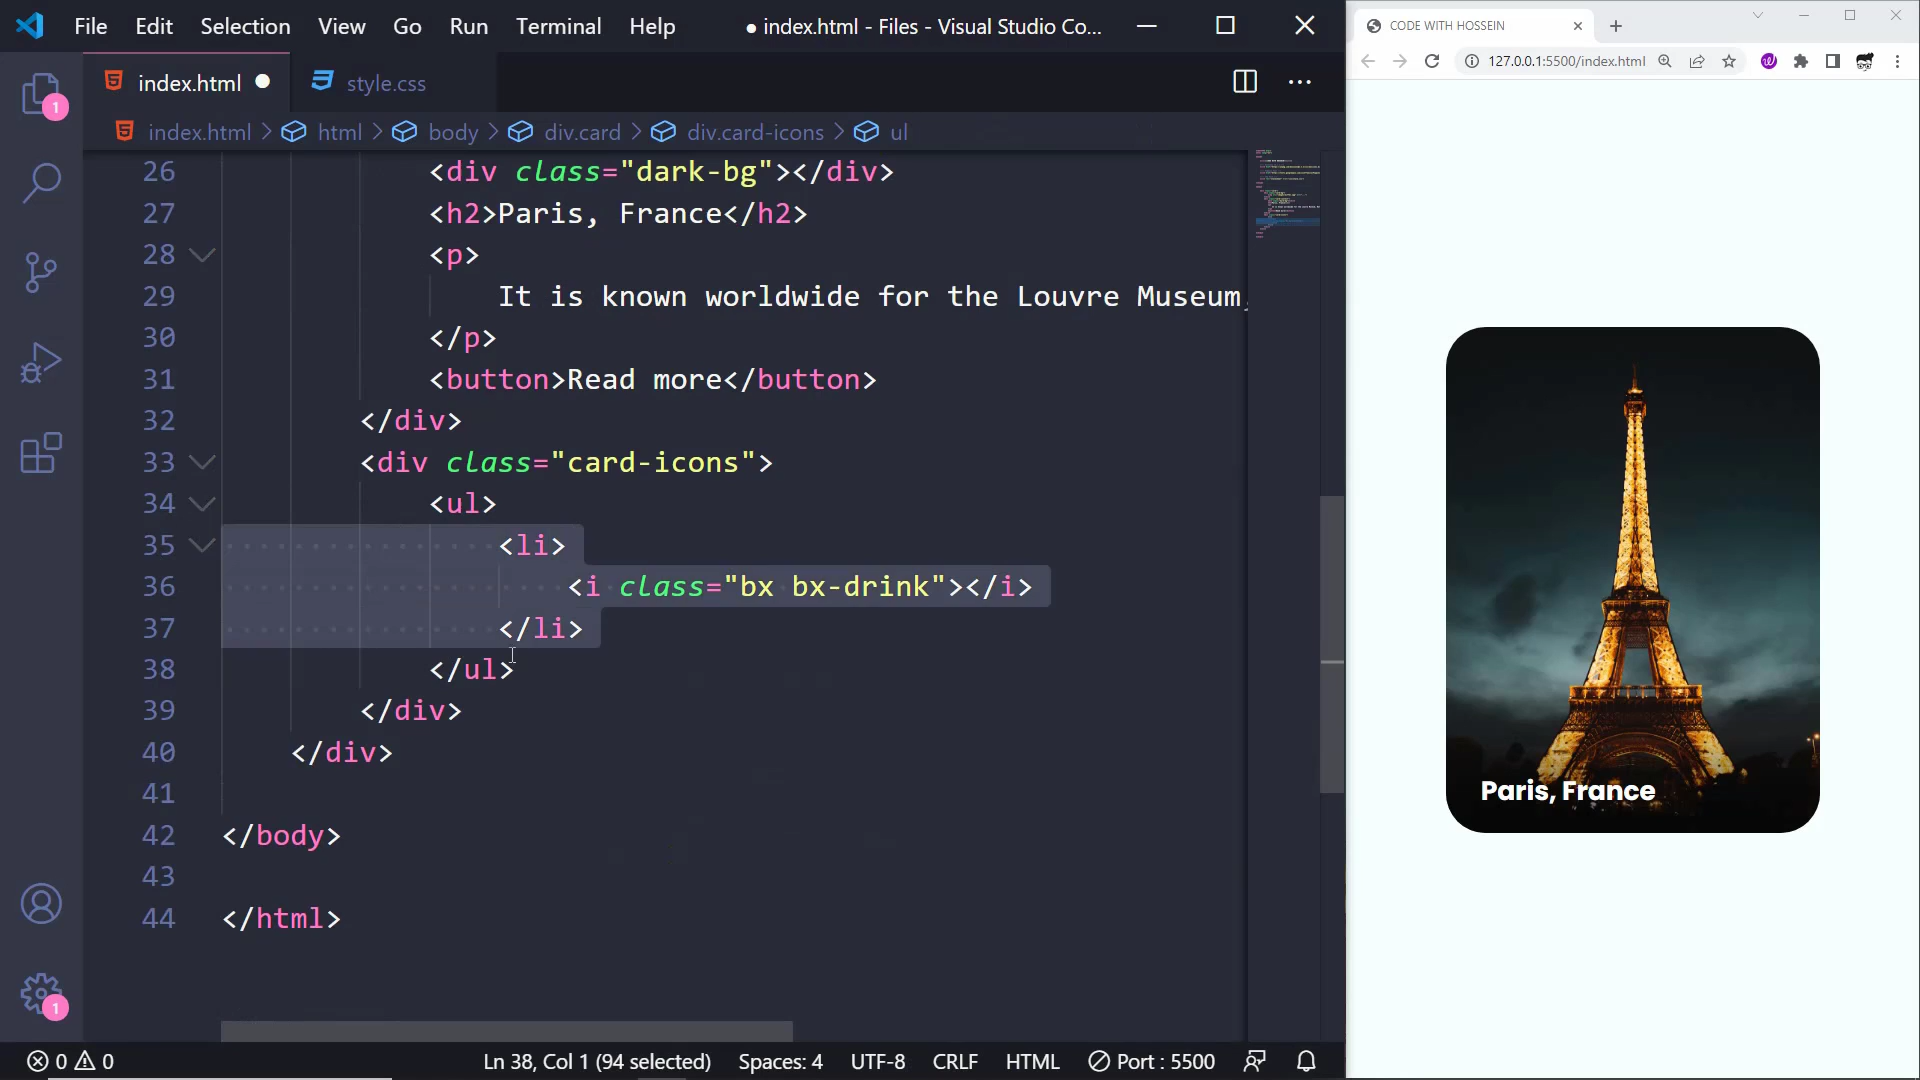 File Edit Selection View Go Run Terminal Help ● index.html - Files - Visual Studio Co...
CODE WITH HOSSEIN
127.0.0.1:5500/index.html
index.html
style.css
index.html > html > body > div.card > div.card-icons > ul
26 <div class="dark-bg"></div>
27 <h2>Paris, France</h2>
28 <p>
29 It is known worldwide for the Louvre Museum,
30 </p>
31 <button>Read more</button>
32 </div>
33 <div class="card-icons">
34 <ul>
35 <li>
36 <i class="bx bx-drink"></i>
37 </li>
38 </ul>
39 </div>
40 </div>
41
42 </body>
43
44 </html>
1
1
Paris, France
0 0 Ln 38, Col 1 (94 selected) Spaces: 4 UTF-8 CRLF HTML Port : 5500